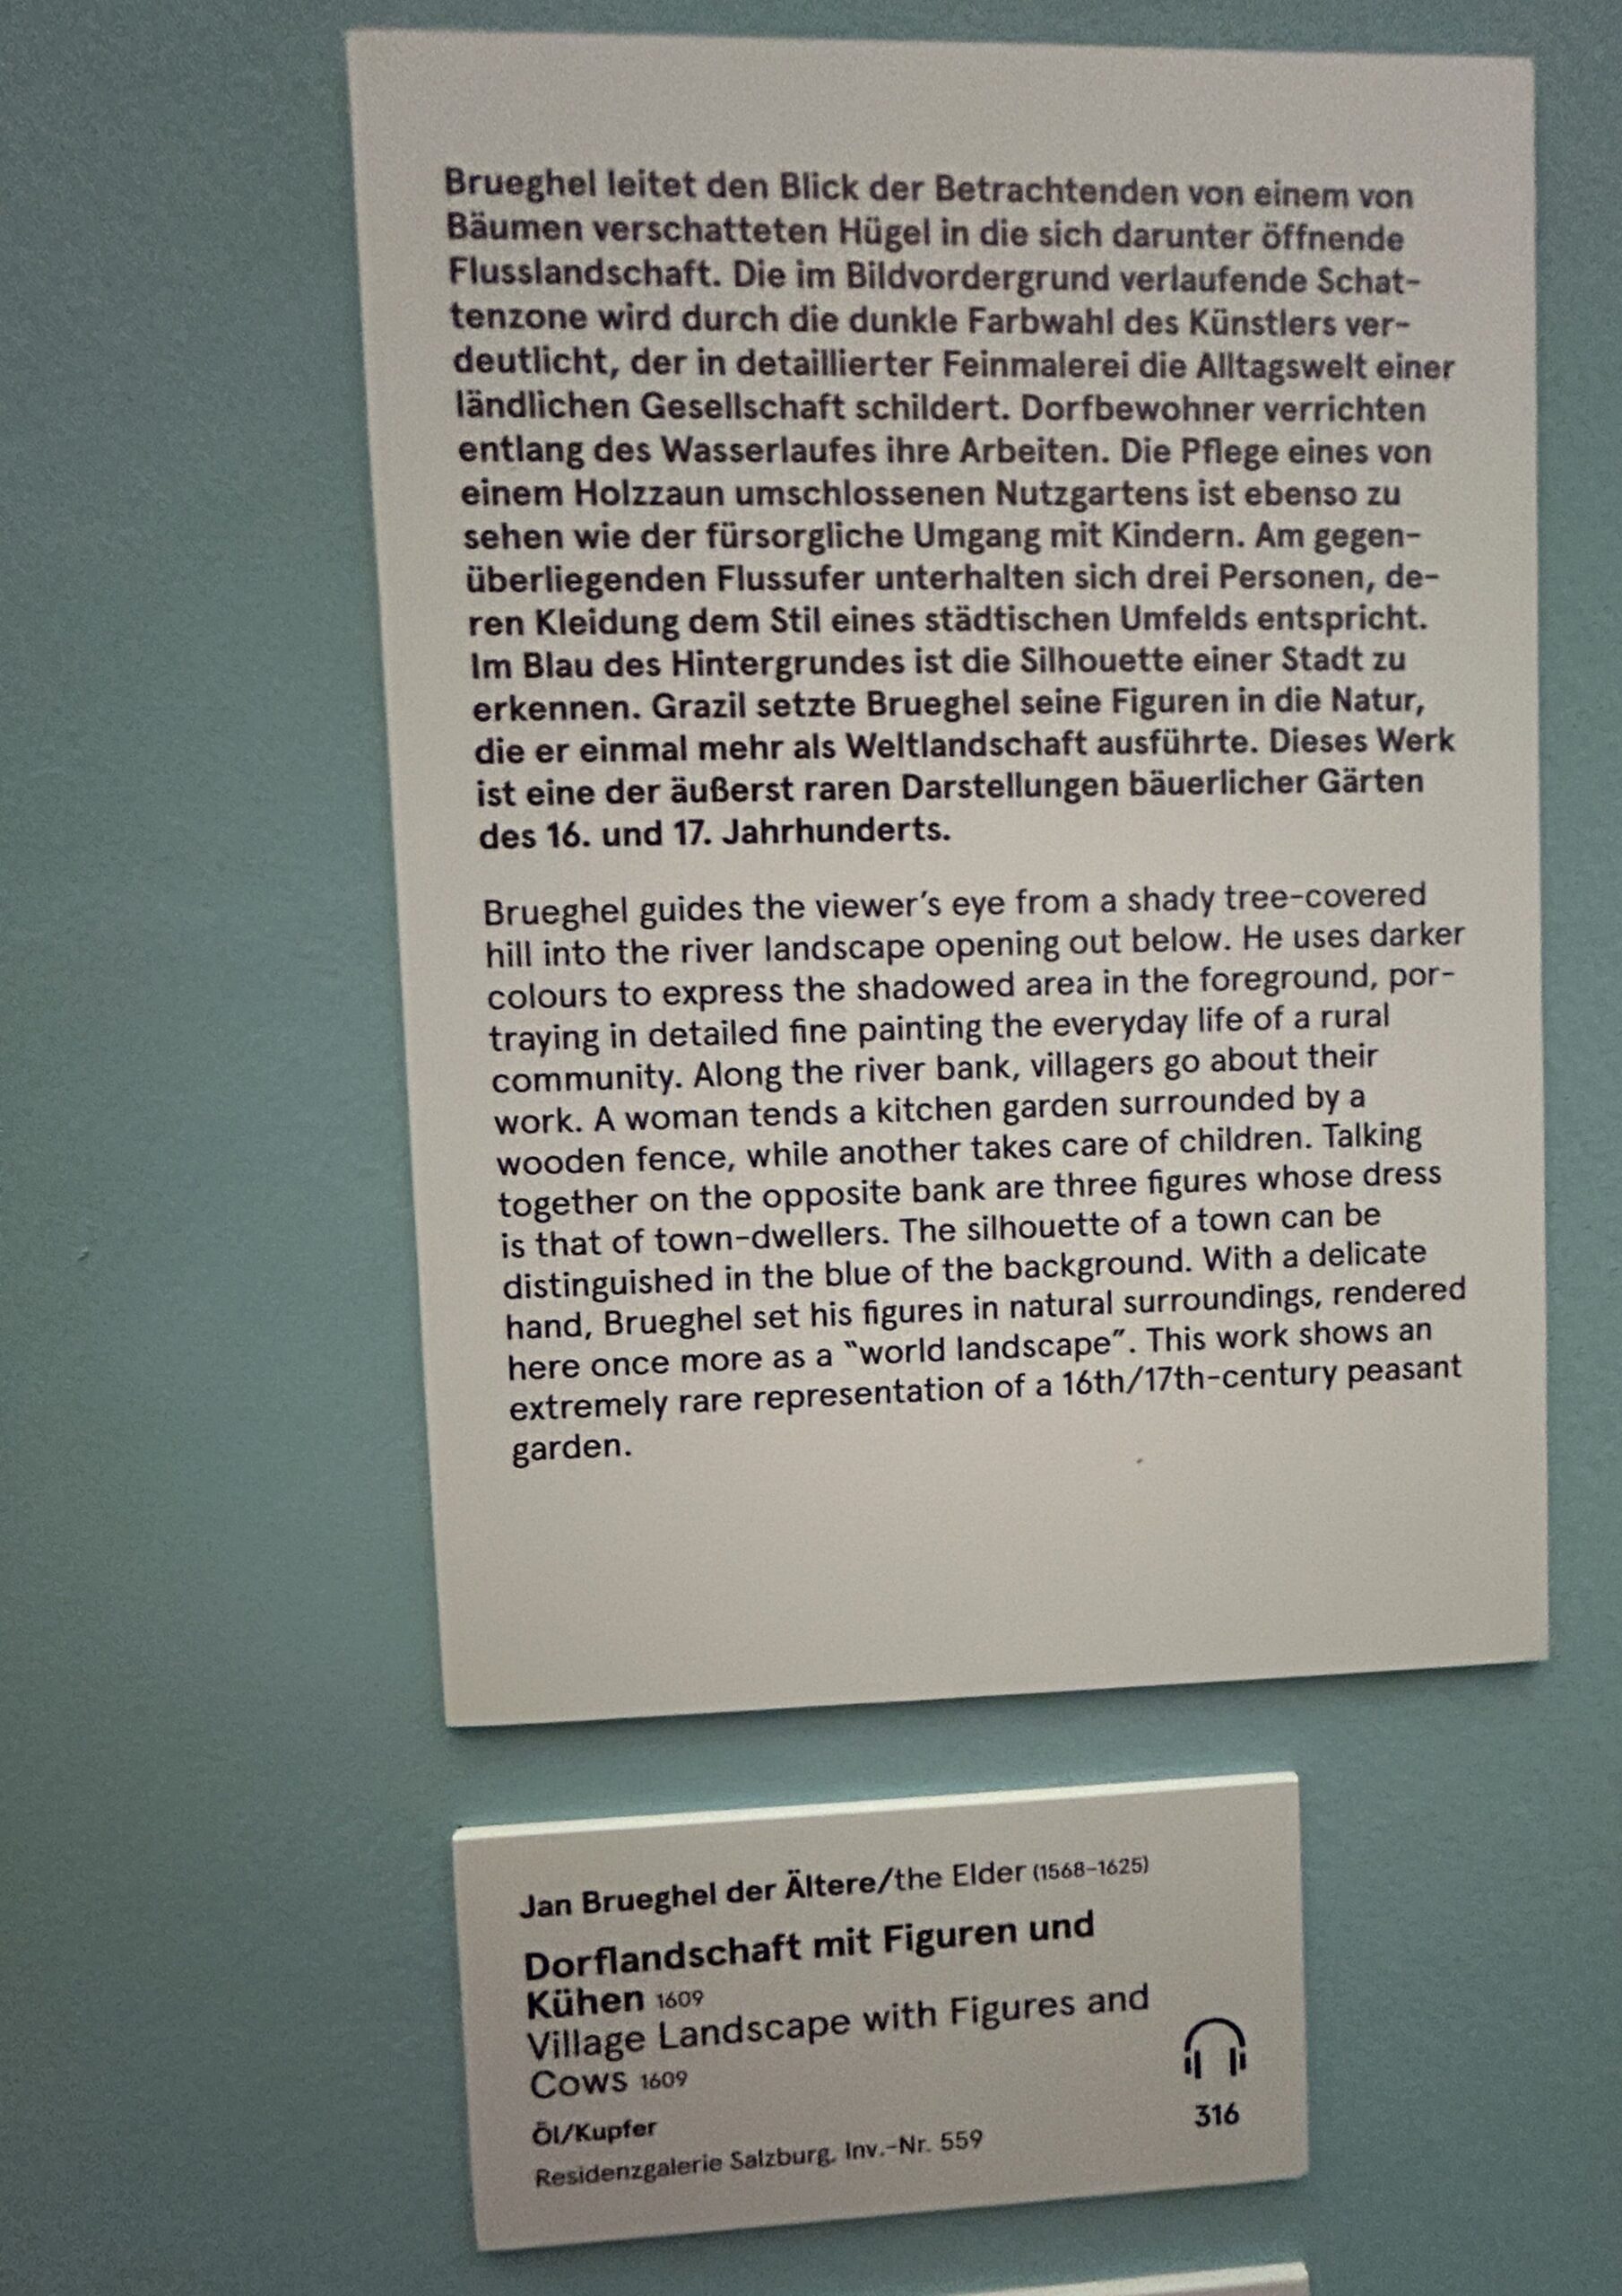 Brueghel leitet den Blick der Betrachtenden von einem von
Bäumen verschatteten Hügel in die sich darunter öffnende
Flusslandschaft. Die im Bildvordergrund verlaufende Schat-
tenzone wird durch die dunkle Farbwahl des Künstlers ver-
deutlicht, der in detaillierter Feinmalerei die Alltagswelt einer
ländlichen Gesellschaft schildert. Dorfbewohner verrichten
entlang des Wasserlaufes ihre Arbeiten. Die Pflege eines von
einem Holzzaun umschlossenen Nutzgartens ist ebenso zu
sehen wie der fürsorgliche Umgang mit Kindern. Am gegen-
überliegenden Flussufer unterhalten sich drei Personen, de-
ren Kleidung dem Stil eines städtischen Umfelds entspricht.
Im Blau des Hintergrundes ist die Silhouette einer Stadt zu
erkennen. Grazil setzte Brueghel seine Figuren in die Natur,
die er einmal mehr als Weltlandschaft ausführte. Dieses Werk
ist eine der äußerst raren Darstellungen bäuerlicher Gärten
des 16. und 17. Jahrhunderts.
Brueghel guides the viewer's eye from a shady tree-covered
hill into the river landscape opening out below. He uses darker
colours to express the shadowed area in the foreground, por-
traying in detailed fine painting the everyday life of a rural
community. Along the river bank, villagers go about their
work. A woman tends a kitchen garden surrounded by a
wooden fence, while another takes care of children. Talking
together on the opposite bank are three figures whose dress
is that of town-dwellers. The silhouette of a town can be
distinguished in the blue of the background. With a delicate
hand, Brueghel set his figures in natural surroundings, rendered
here once more as a “world landscape”. This work shows an
extremely rare representation of a 16th/17th-century peasant
garden.
Jan Brueghel der Ältere/the Elder (1568–1625)
Dorflandschaft mit Figuren und
Kühen 1609
Village Landscape with Figures and
Cows 1609
Öl/Kupfer
Residenzgalerie Salzburg, Inv.-Nr. 559
316